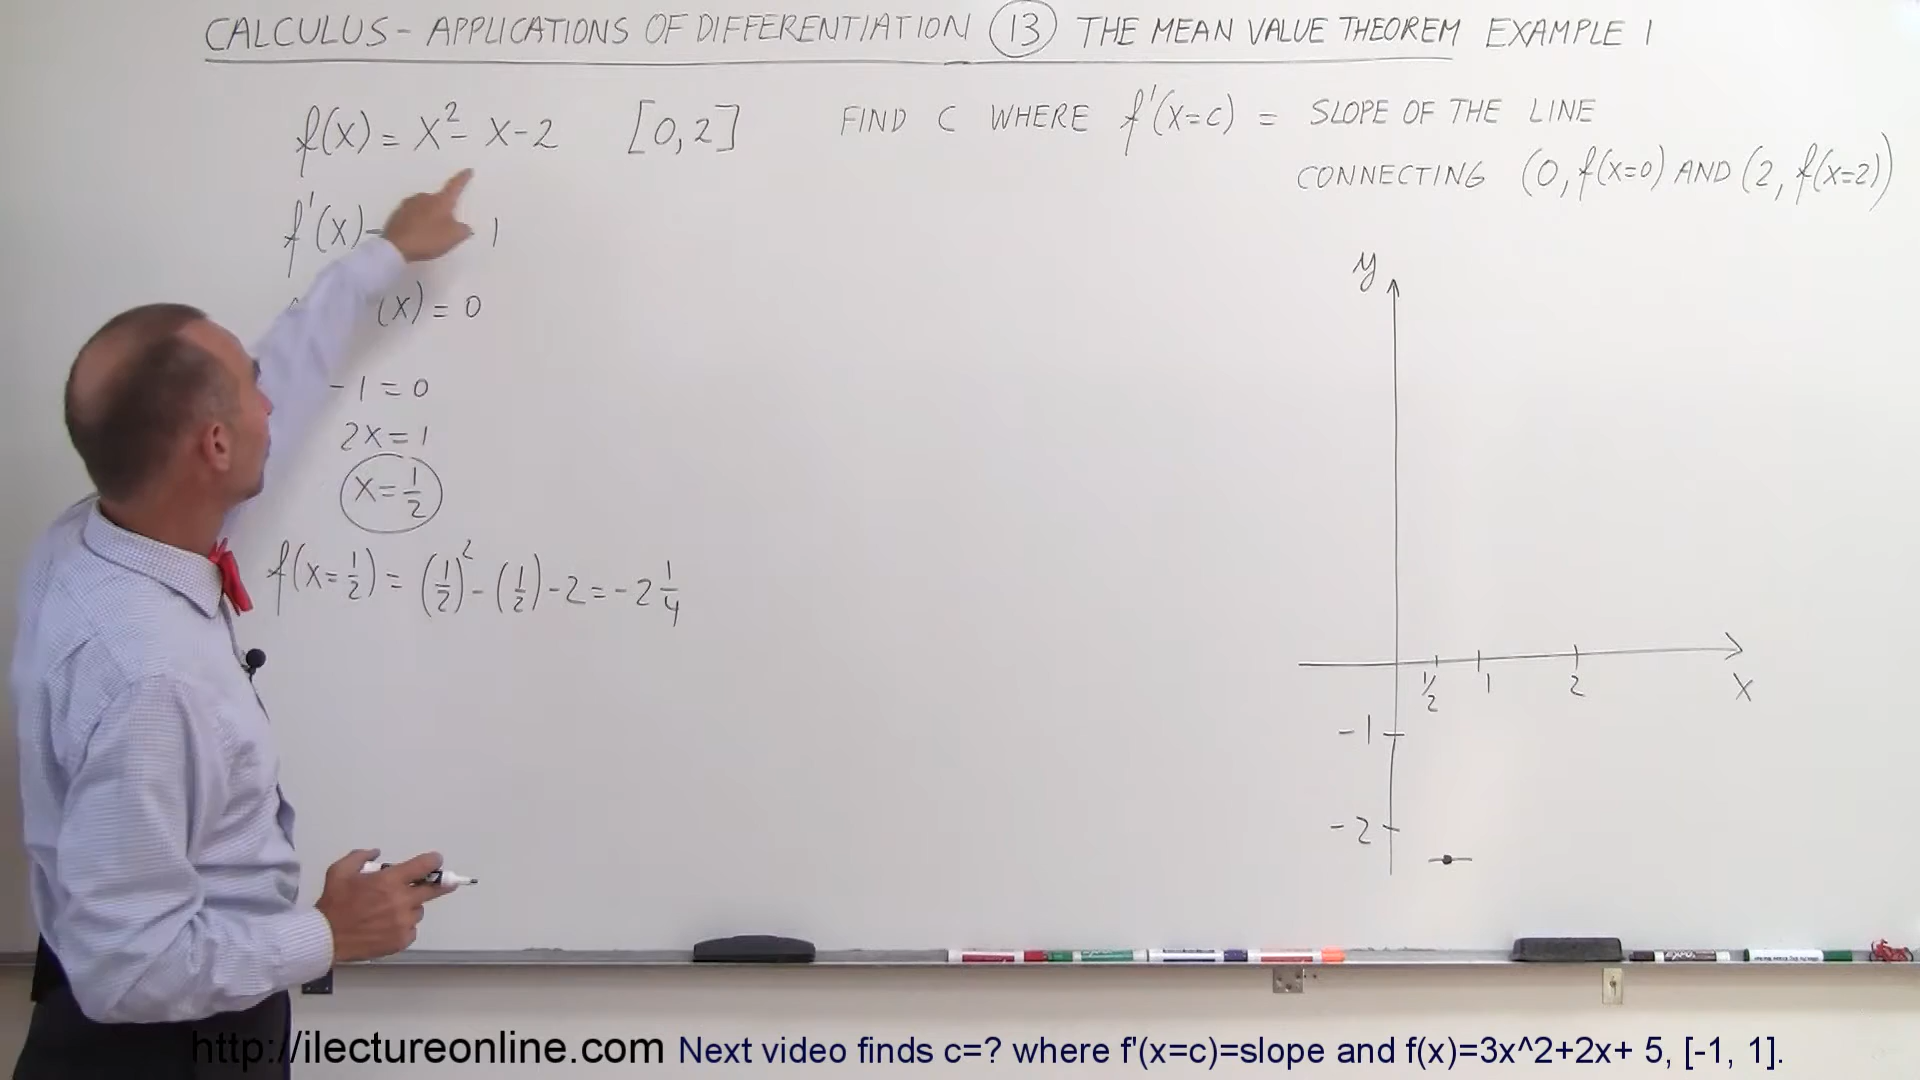 CALCULUS - APPLICATIONS OF DIFFERENTIATION 13 THE MEAN VALUE THEOREM EXAMPLE 1
f(x) = x² - x - 2 [0,2] FIND C WHERE f'(x=c) = SLOPE OF THE LINE
CONNECTING (0, f(x=0) AND (2, f(x=2))
f'(x) 1
(x) = 0
-1 = 0
2x = 1
x = 1/2
f(x=1/2) = (1/2)² - (1/2) - 2 = -2 1/4
y
1/2 1 2 x
-1
-2
http://ilectureonline.com Next video finds c=? where f'(x=c)=slope and f(x)=3x^2+2x+ 5, [-1, 1].